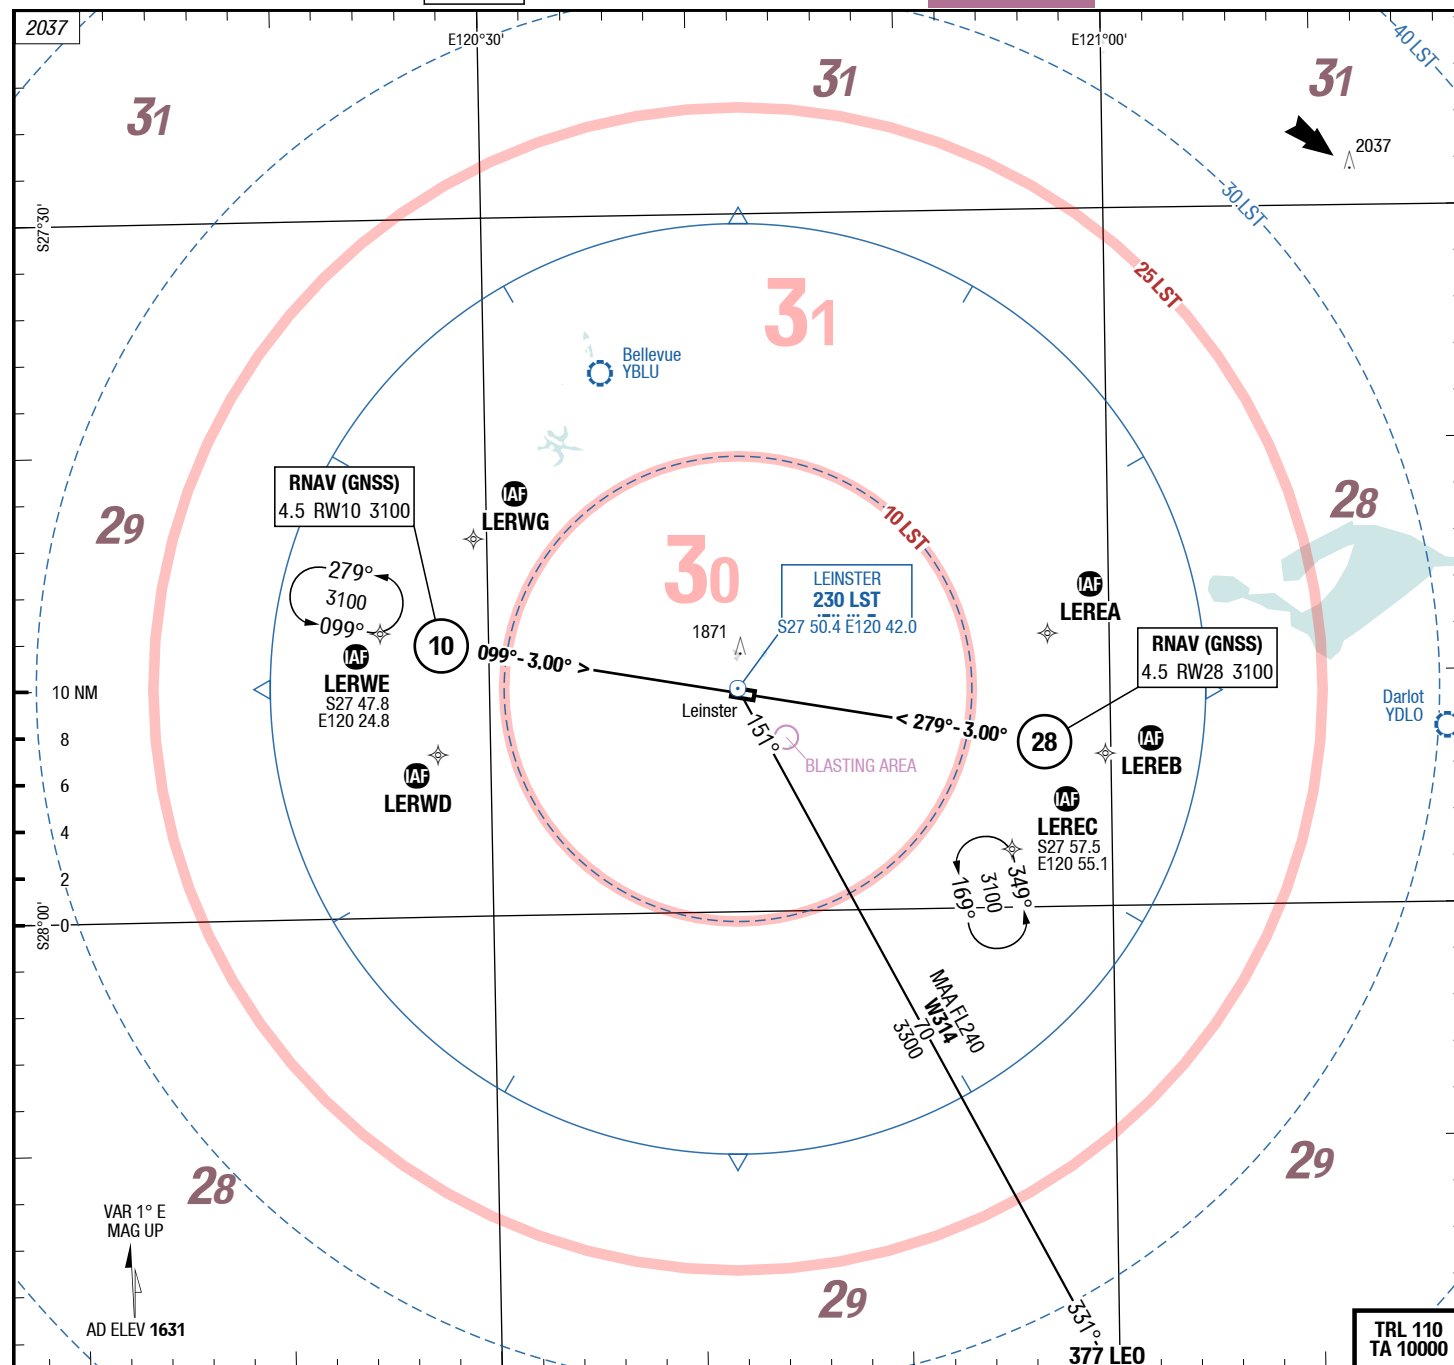 2037
E120°30'
E121°00'
40 LST
31
31
31
2037
30 LST
S27°30'
25 LST
31
Bellevue
YBLU
RNAV (GNSS)
4.5 RW10 3100
IAF
LERWG
29
28
10 LST
30
LEINSTER
230 LST
S27 50.4 E120 42.0
279°
3100
099°
IAF
LEREA
1871
10
099°-3.00° >
RNAV (GNSS)
4.5 RW28 3100
IAF
LERWE
S27 47.8
E120 24.8
10 NM
8
6
4
2
0
Leinster
151°
< 279°-3.00°
28
IAF
LEREB
Darlot
YDLO
BLASTING AREA
IAF
LERWD
IAF
LEREC
S27 57.5
E120 55.1
349°
3100
169°
S28°00'
MAA FL240
W314
70
3300
28
29
29
VAR 1° E
MAG UP
AD ELEV 1631
331°
377 LEO
TRL 110
TA 10000